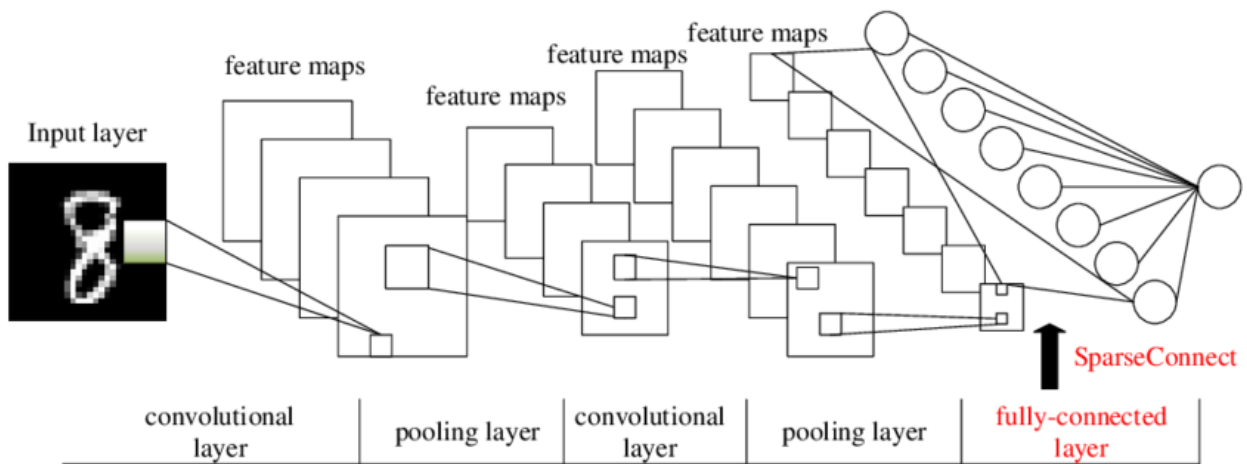 Input layer
feature maps
feature maps
feature maps
feature maps
SparseConnect
convolutional
layer
pooling layer
convolutional
layer
pooling layer
fully-connected
layer